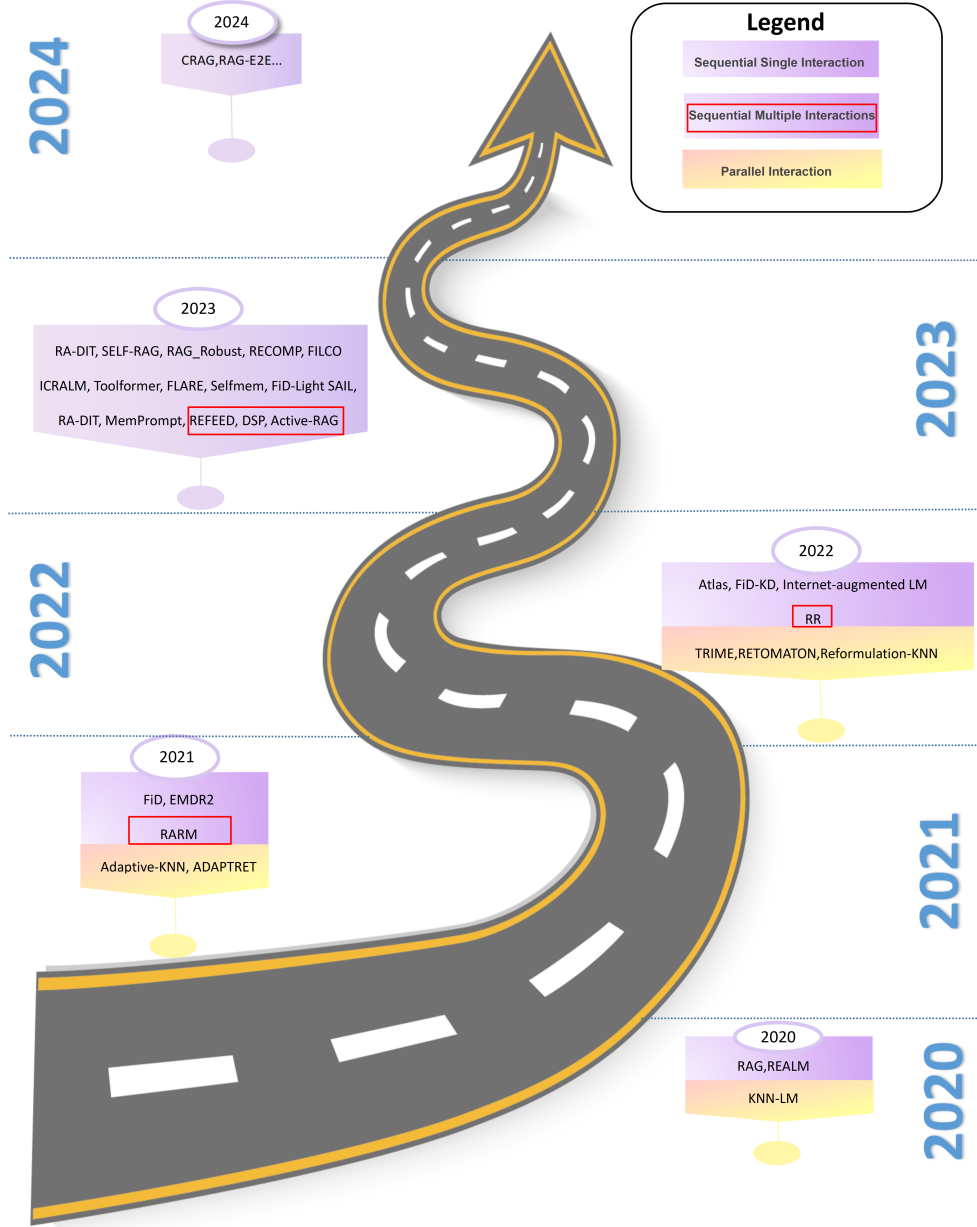 2024
2024
CRAG,RAG-E2E...
Legend
Sequential Single Interaction
Sequential Multiple Interactions
Parallel Interaction
2023
2023
RA-DIT, SELF-RAG, RAG_Robust, RECOMP, FILCO
ICRALM, Toolformer, FLARE, Selfmem, FiD-Light SAIL,
RA-DIT, MemPrompt, REFEED, DSP, Active-RAG
2022
2022
Atlas, FiD-KD, Internet-augmented LM
RR
TRIME,RETOMATON,Reformulation-KNN
2021
FiD, EMDR2
RARM
Adaptive-KNN, ADAPTRET
2021
2020
RAG,REALM
KNN-LM
2020